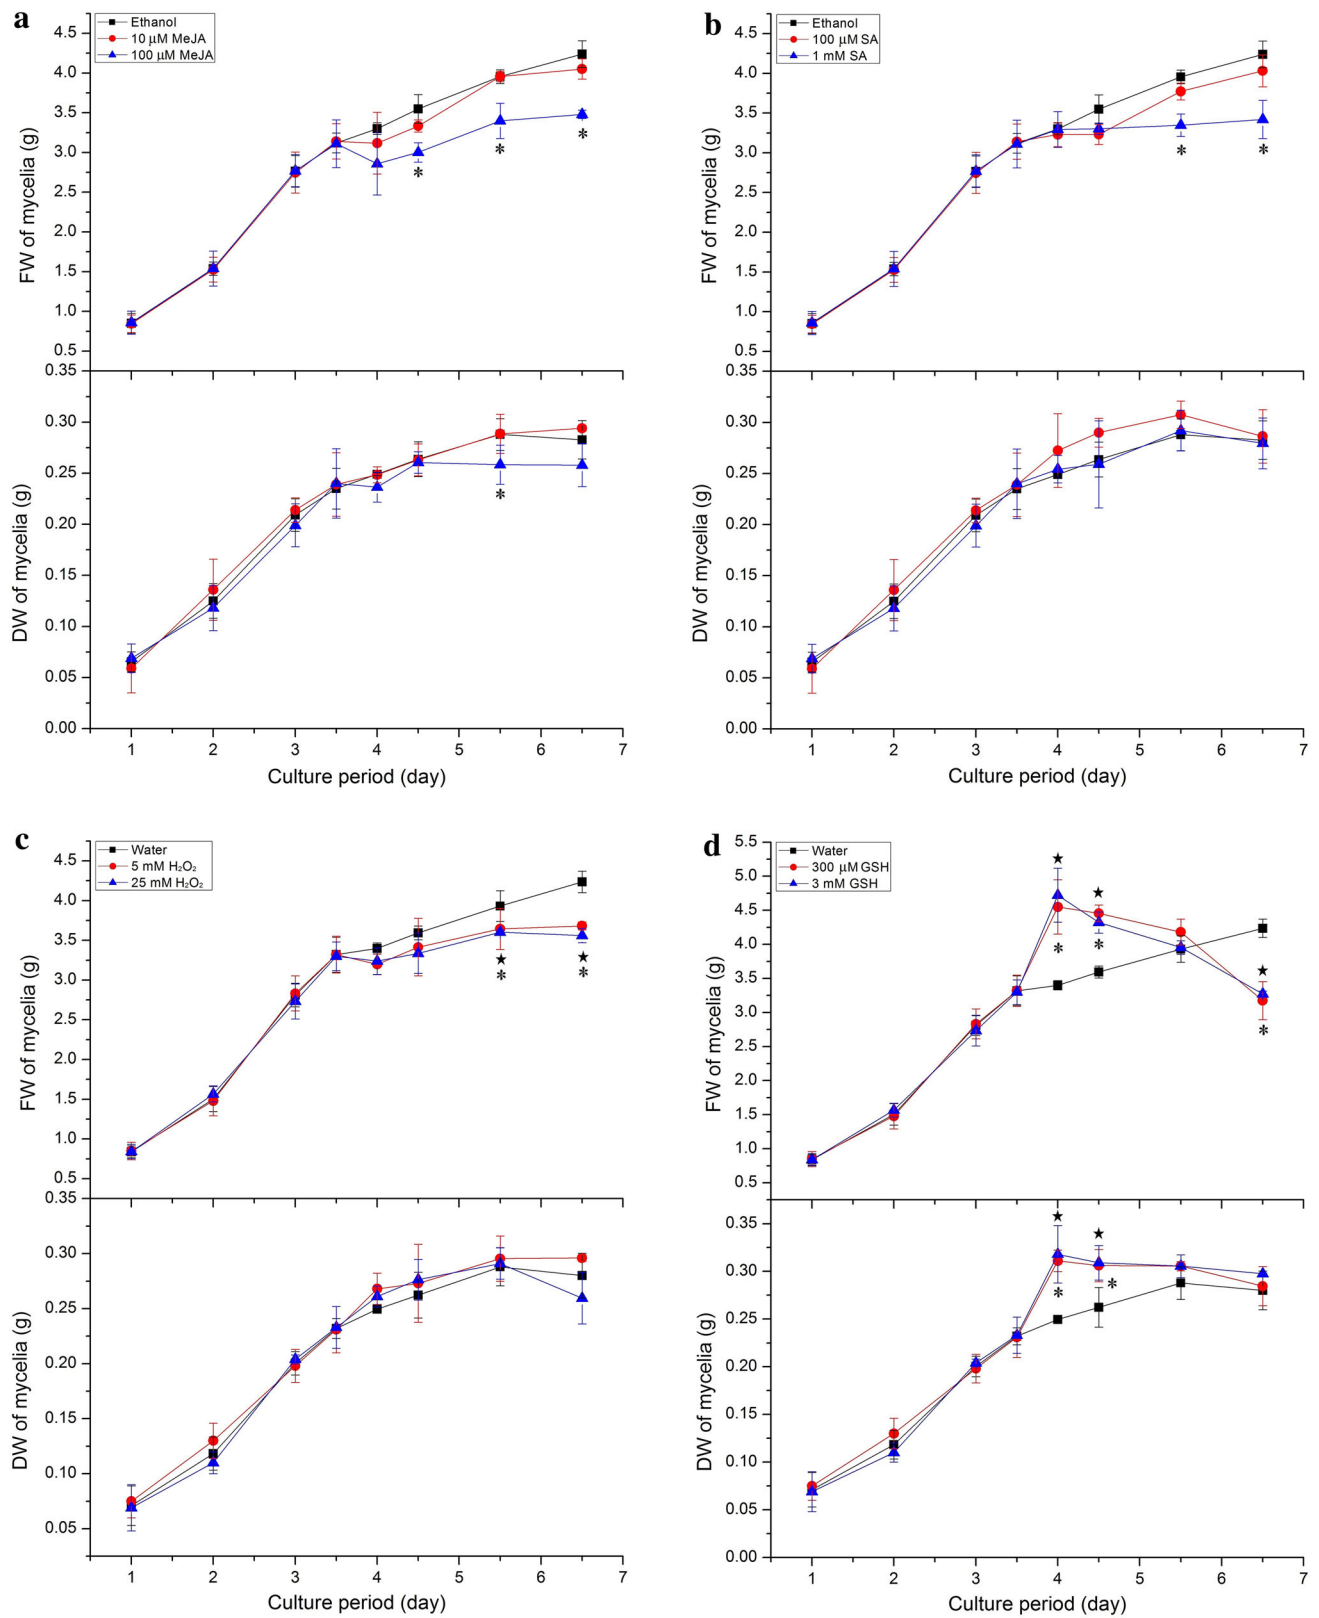 a
Ethanol
10 μM MeJA
100 μM MeJA
4.5
4.0
3.5
3.0
2.5
2.0
1.5
1.0
0.5
FW of mycelia (g)
*
*
*
0.35
0.30
0.25
0.20
0.15
0.10
0.05
0.00
DW of mycelia (g)
*
1 2 3 4 5 6 7
Culture period (day)
b
Ethanol
100 μM SA
1 mM SA
4.5
4.0
3.5
3.0
2.5
2.0
1.5
1.0
0.5
FW of mycelia (g)
*
*
0.35
0.30
0.25
0.20
0.15
0.10
0.05
0.00
DW of mycelia (g)
1 2 3 4 5 6 7
Culture period (day)
c
Water
5 mM H₂O₂
25 mM H₂O₂
4.5
4.0
3.5
3.0
2.5
2.0
1.5
1.0
0.5
FW of mycelia (g)
★ ★
* *
0.35
0.30
0.25
0.20
0.15
0.10
0.05
DW of mycelia (g)
1 2 3 4 5 6 7
Culture period (day)
d
Water
300 μM GSH
3 mM GSH
5.5
5.0
4.5
4.0
3.5
3.0
2.5
2.0
1.5
1.0
0.5
FW of mycelia (g)
★ ★ ★
* * *
0.35
0.30
0.25
0.20
0.15
0.10
0.05
0.00
DW of mycelia (g)
★ ★
* *
1 2 3 4 5 6 7
Culture period (day)